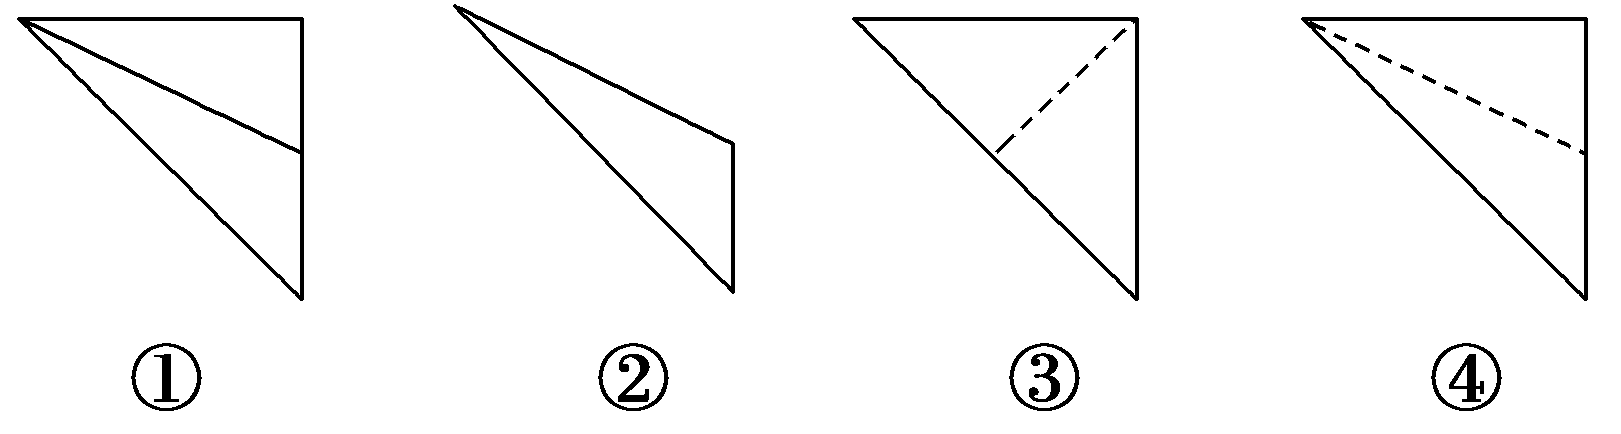 ① ② ③ ④